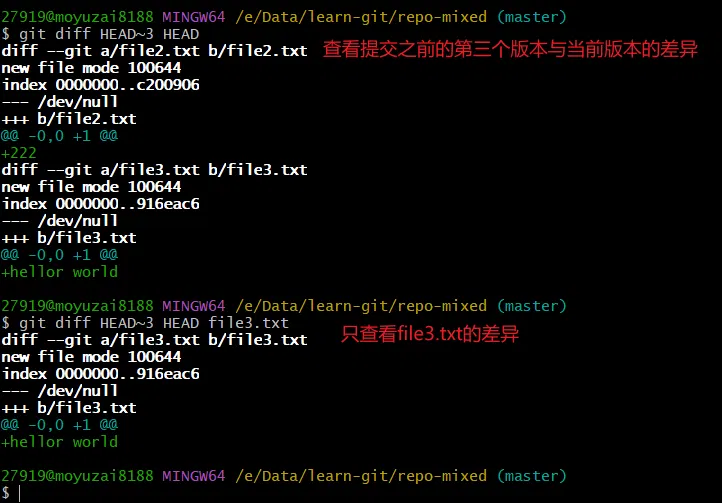 27919@moyuzai8188 MINGW64 /e/Data/learn-git/repo-mixed (master)
$ git diff HEAD~3 HEAD
diff --git a/file2.txt b/file2.txt 查看提交之前的第三个版本与当前版本的差异
new file mode 100644
index 0000000..c200906
--- /dev/null
+++ b/file2.txt
@@ -0,0 +1 @@
+222
diff --git a/file3.txt b/file3.txt
new file mode 100644
index 0000000..916eac6
--- /dev/null
+++ b/file3.txt
@@ -0,0 +1 @@
+hellor world
27919@moyuzai8188 MINGW64 /e/Data/learn-git/repo-mixed (master)
$ git diff HEAD~3 HEAD file3.txt
diff --git a/file3.txt b/file3.txt 只查看file3.txt的差异
new file mode 100644
index 0000000..916eac6
--- /dev/null
+++ b/file3.txt
@@ -0,0 +1 @@
+hellor world
27919@moyuzai8188 MINGW64 /e/Data/learn-git/repo-mixed (master)
$